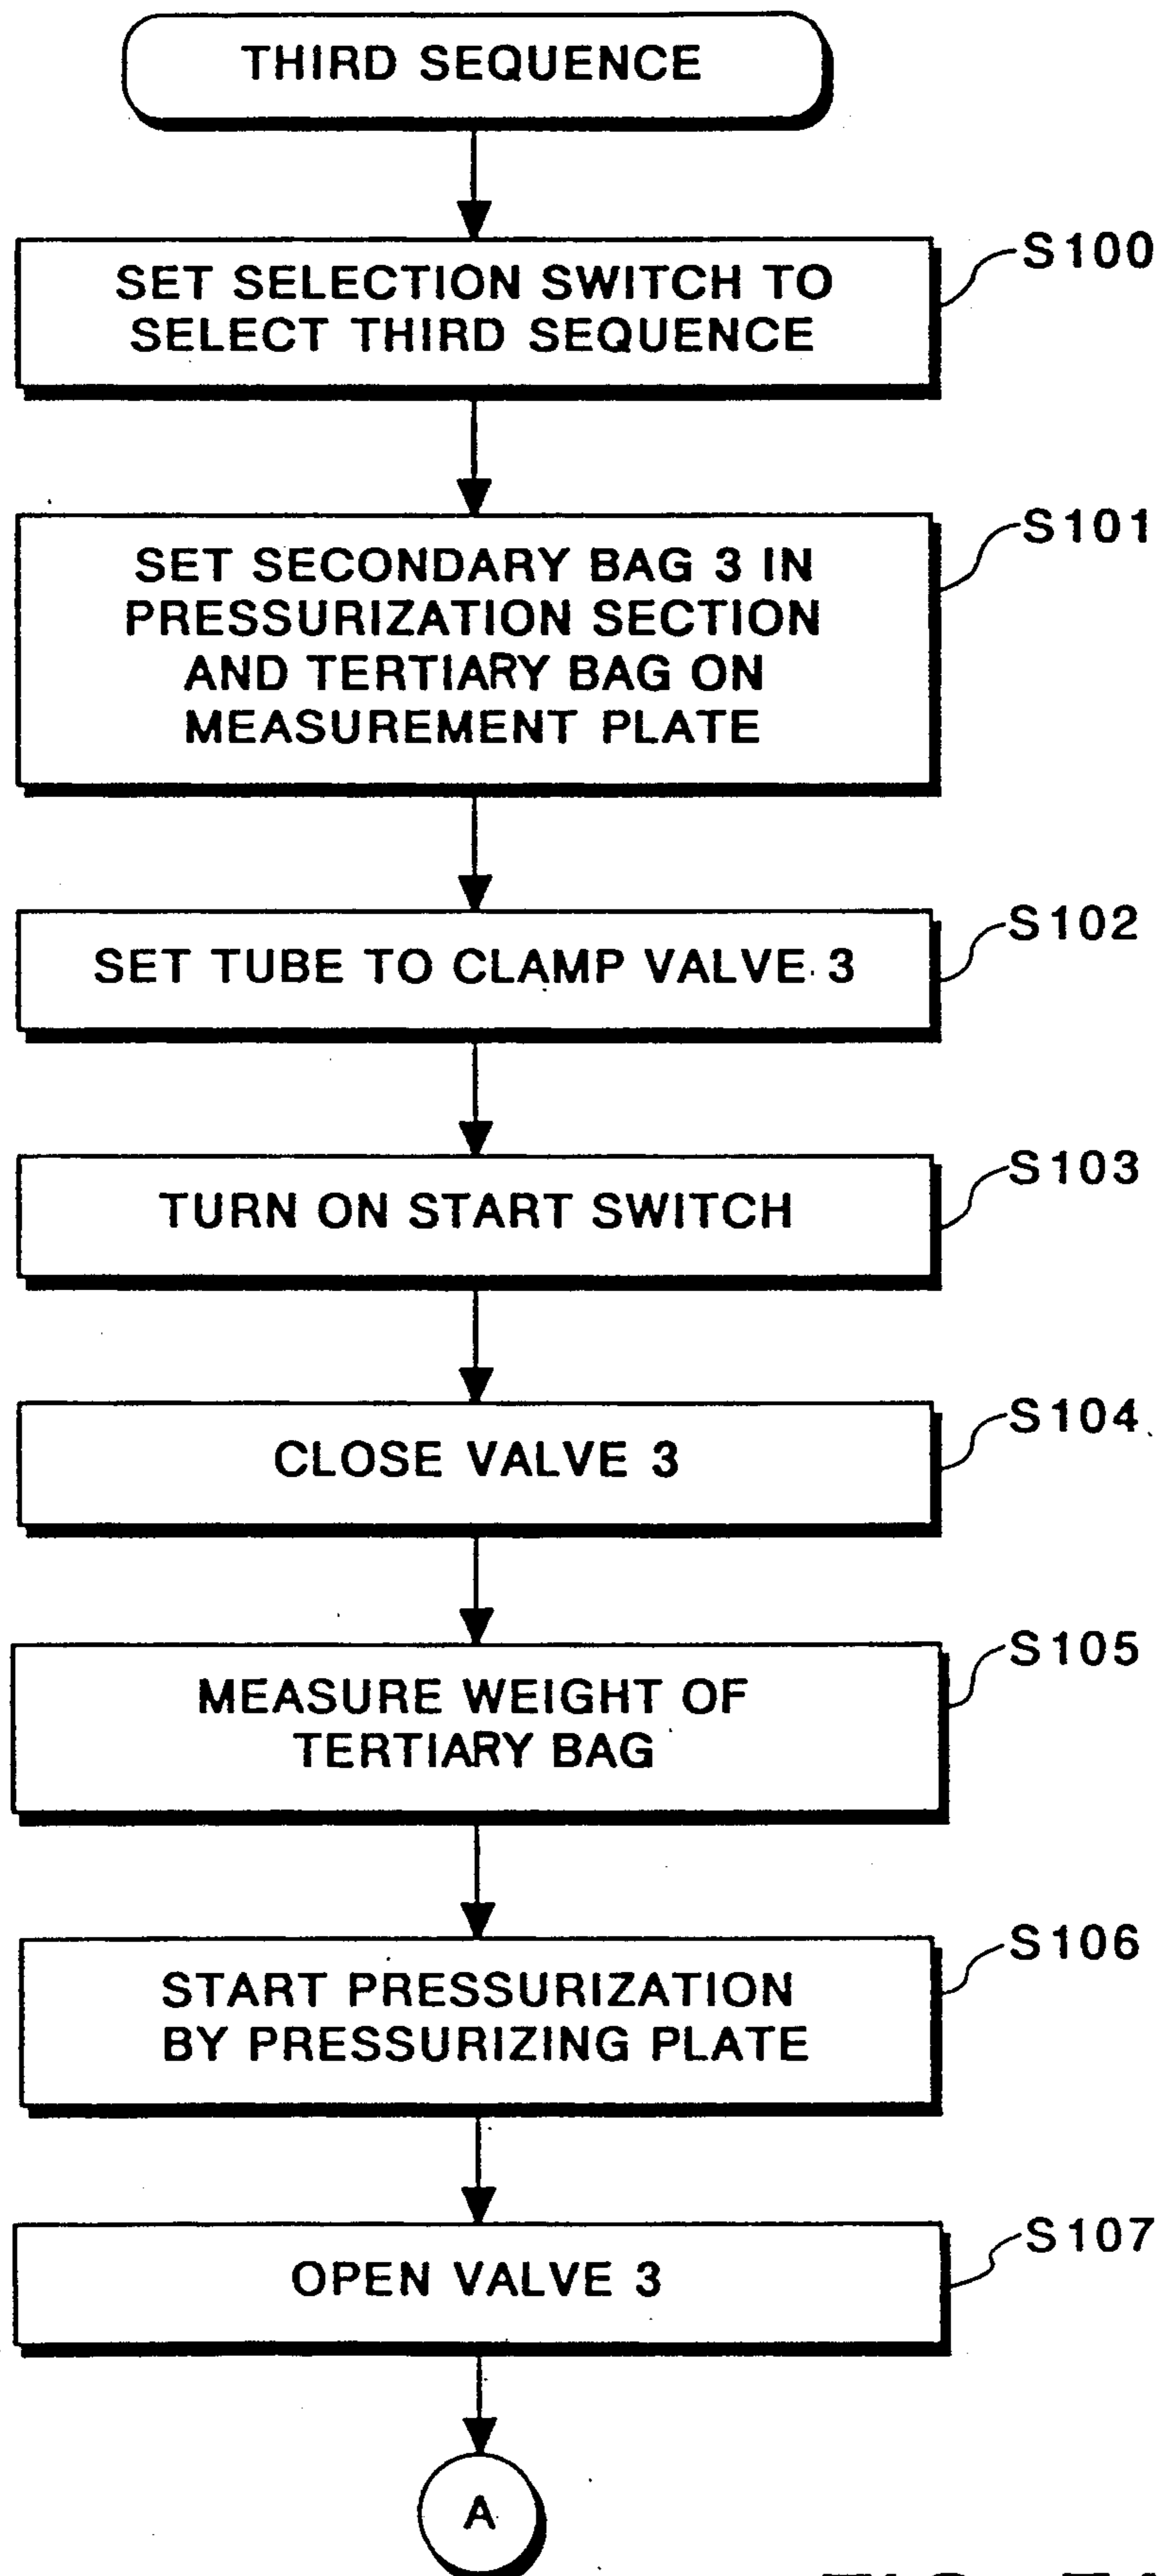 THIRD SEQUENCE
S100
SET SELECTION SWITCH TO
SELECT THIRD SEQUENCE
S101
SET SECONDARY BAG 3 IN
PRESSURIZATION SECTION
AND TERTIARY BAG ON
MEASUREMENT PLATE
S102
SET TUBE TO CLAMP VALVE 3
S103
TURN ON START SWITCH
S104
CLOSE VALVE 3
S105
MEASURE WEIGHT OF
TERTIARY BAG
S106
START PRESSURIZATION
BY PRESSURIZING PLATE
S107
OPEN VALVE 3
A